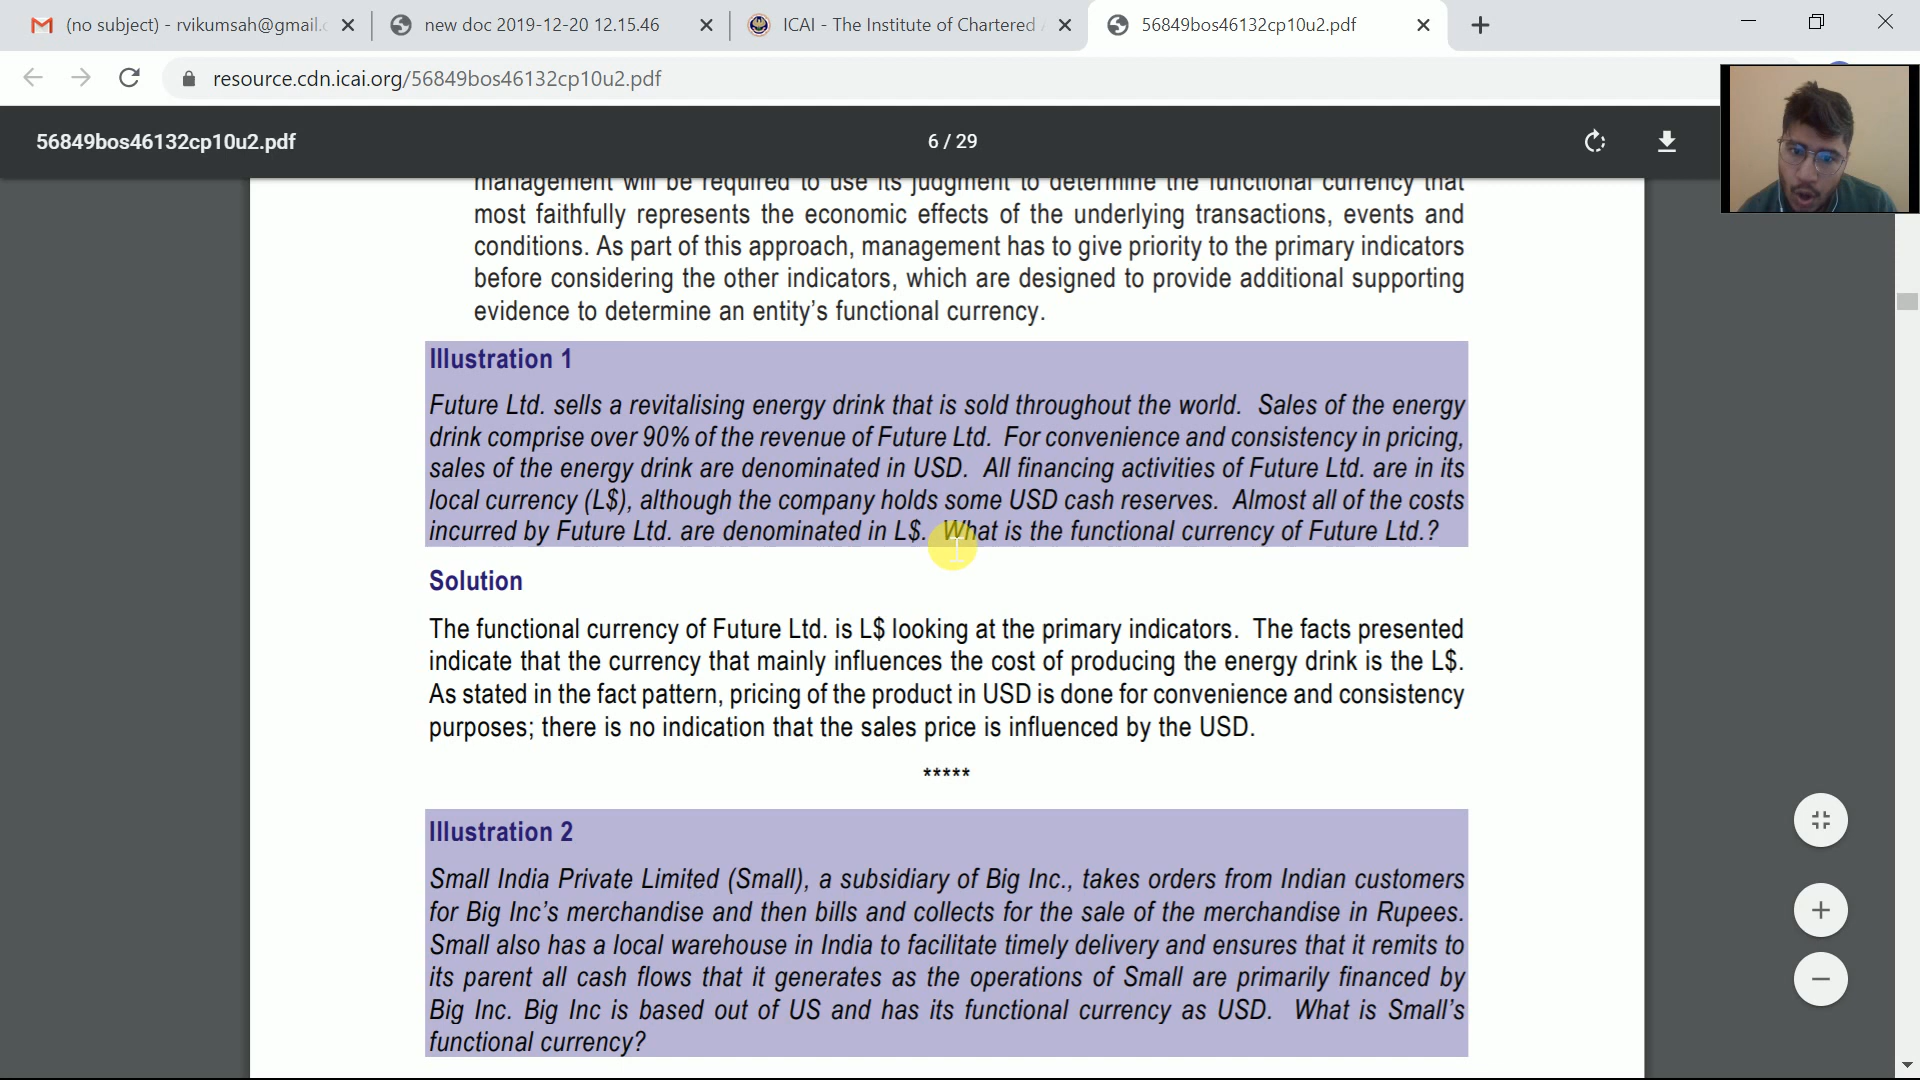 (no subject) - rvikumsah@gmail.c
new doc 2019-12-20 12.15.46
ICAI - The Institute of Chartered A
56849bos46132cp10u2.pdf
resource.cdn.icai.org/56849bos46132cp10u2.pdf
56849bos46132cp10u2.pdf
6 / 29
management will be required to use its judgment to determine the functional currency that
most faithfully represents the economic effects of the underlying transactions, events and
conditions. As part of this approach, management has to give priority to the primary indicators
before considering the other indicators, which are designed to provide additional supporting
evidence to determine an entity's functional currency.
Illustration 1
Future Ltd. sells a revitalising energy drink that is sold throughout the world. Sales of the energy
drink comprise over 90% of the revenue of Future Ltd. For convenience and consistency in pricing,
sales of the energy drink are denominated in USD. All financing activities of Future Ltd. are in its
local currency (L$), although the company holds some USD cash reserves. Almost all of the costs
incurred by Future Ltd. are denominated in L$. What is the functional currency of Future Ltd.?
Solution
The functional currency of Future Ltd. is L$ looking at the primary indicators. The facts presented
indicate that the currency that mainly influences the cost of producing the energy drink is the L$.
As stated in the fact pattern, pricing of the product in USD is done for convenience and consistency
purposes; there is no indication that the sales price is influenced by the USD.
*****
Illustration 2
Small India Private Limited (Small), a subsidiary of Big Inc., takes orders from Indian customers
for Big Inc's merchandise and then bills and collects for the sale of the merchandise in Rupees.
Small also has a local warehouse in India to facilitate timely delivery and ensures that it remits to
its parent all cash flows that it generates as the operations of Small are primarily financed by
Big Inc. Big Inc is based out of US and has its functional currency as USD. What is Small's
functional currency?